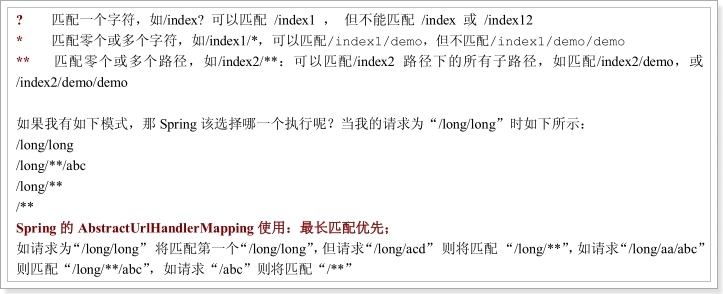 ?　　匹配一个字符，如/index? 可以匹配 /index1 ， 但不能匹配 /index 或 /index12
*　　匹配零个或多个字符，如/index1/*，可以匹配/index1/demo，但不匹配/index1/demo/demo
**　　匹配零个或多个路径，如/index2/**：可以匹配/index2 路径下的所有子路径，如匹配/index2/demo，或
/index2/demo/demo
如果我有如下模式，那 Spring 该选择哪一个执行呢？当我的请求为“/long/long”时如下所示：
/long/long
/long/**/abc
/long/**
/**
Spring 的 AbstractUrlHandlerMapping 使用：最长匹配优先；
如请求为“/long/long” 将匹配第一个“/long/long”，但请求“/long/acd” 则将匹配 “/long/**”，如请求“/long/aa/abc”
则匹配“/long/**/abc”，如请求“/abc”则将匹配“/**”